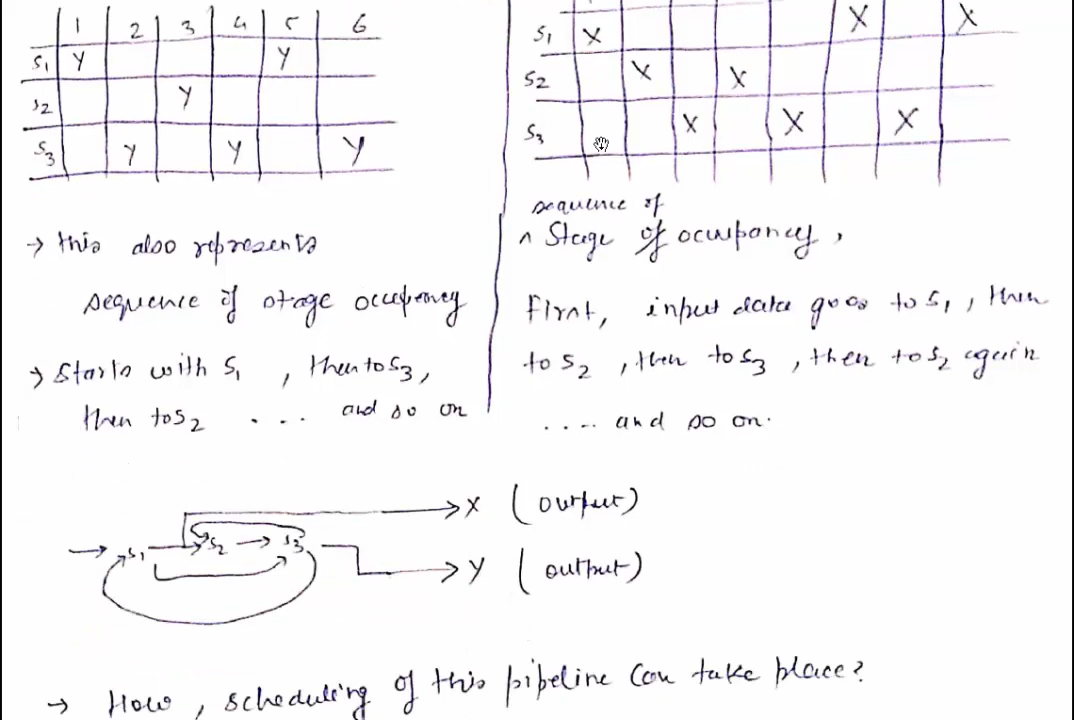 1 2 3 4 5 6
S1 Y Y
S2 Y
S3 Y Y Y
S1 X X X
S2 X X
S3 X X X
→ this also represents
sequence of stage occupency
→ Starts with S1 , then to S3,
then to S2 .... and so on
sequence of
^ Stage of occupancy,
First, input data goes to S1, then
to S2 , then to S3 , then to S2 again
.... and so on.
→ S1 → S2 → S3 → X (output)
→ Y (output)
→ How, scheduling of this pipeline can take place?